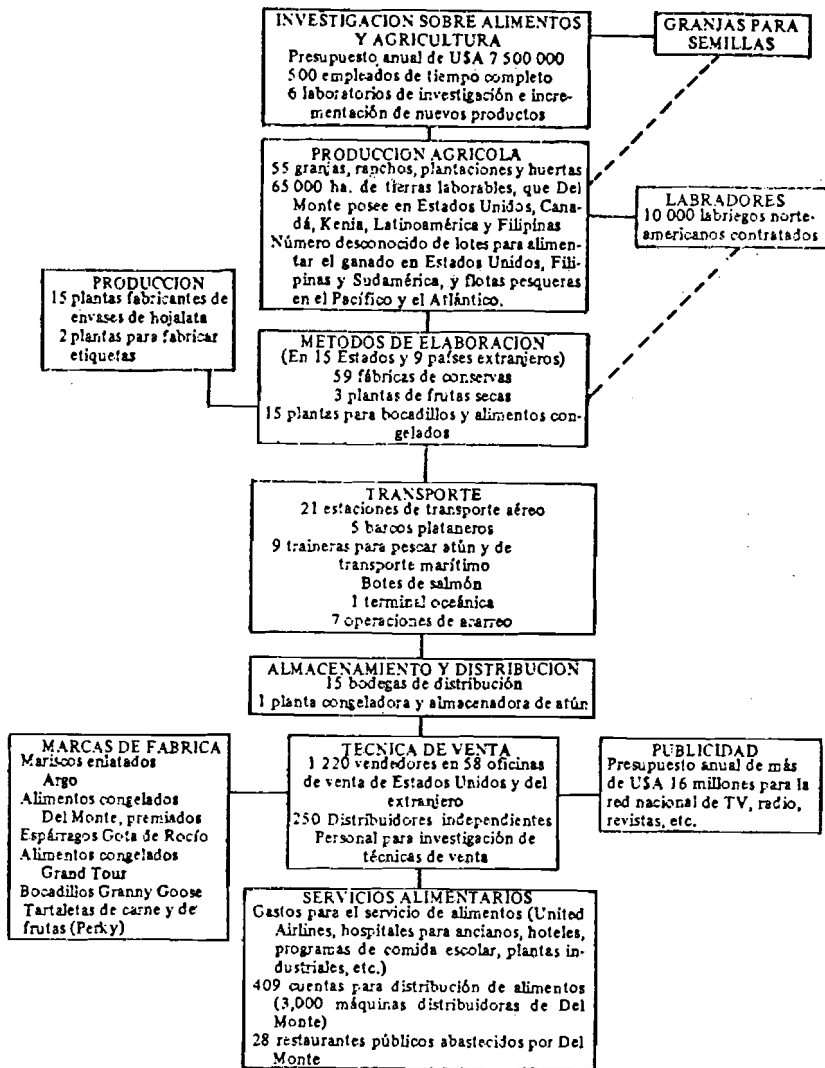 INVESTIGACION SOBRE ALIMENTOS
Y AGRICULTURA
Presupuesto anual de USA 7 500 000
500 empleados de tiempo completo
6 laboratorios de investigación e incre-
mentación de nuevos productos
GRANJAS PARA
SEMILLAS
PRODUCCION AGRICOLA
55 granjas, ranchos, plantaciones y huertas
65 000 ha. de tierras laborables, que Del
Monte posee en Estados Unidos, Cana-
dá, Kenia, Latinoamérica y Filipinas
Número desconocido de lotes para alimen-
tar el ganado en Estados Unidos, Fili-
pinas y Sudamérica, y flotas pesqueras
en el Pacífico y el Atlántico.
LABRADORES
10 000 labriegos norte-
americanos contratados
PRODUCCION
15 plantas fabricantes de
envases de hojalata
2 plantas para fabricar
etiquetas
METODOS DE ELABORACION
(En 15 Estados y 9 países extranjeros)
59 fábricas de conservas
3 plantas de frutas secas
15 plantas para bocadillos y alimentos con-
gelados
TRANSPORTE
21 estaciones de transporte aéreo
5 barcos plataneros
9 traineras para pescar atún y de
transporte marítimo
Botes de salmón
1 terminal oceánica
7 operaciones de acarreo
ALMACENAMIENTO Y DISTRIBUCION
15 bodegas de distribución
1 planta congeladora y almacenadora de atún
MARCAS DE FABRICA
Mariscos enlatados
Argo
Alimentos congelados
Del Monte, premiados
Espárragos Gota de Rocío
Alimentos congelados
Grand Tour
Bocadillos Granny Goose
Tartaletas de carne y de
frutas (Perky)
TECNICA DE VENTA
1 220 vendedores en 58 oficinas
de venta de Estados Unidos y del
extranjero
250 Distribuidores independientes
Personal para investigación de
técnicas de venta
PUBLICIDAD
Presupuesto anual de más
de USA 16 millones para la
red nacional de TV, radio,
revistas, etc.
SERVICIOS ALIMENTARIOS
Gastos para el servicio de alimentos (United
Airlines, hospitales para ancianos, hoteles,
programas de comida escolar, plantas in-
dustriales, etc.)
409 cuentas para distribución de alimentos
(3,000 máquinas distribuidoras de Del
Monte)
28 restaurantes públicos abastecidos por Del
Monte